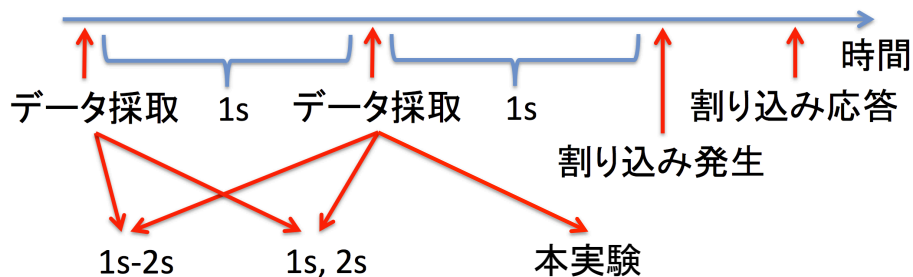 時間
データ採取 1s データ採取 1s 割り込み応答
割り込み発生
1s-2s 1s, 2s 本実験